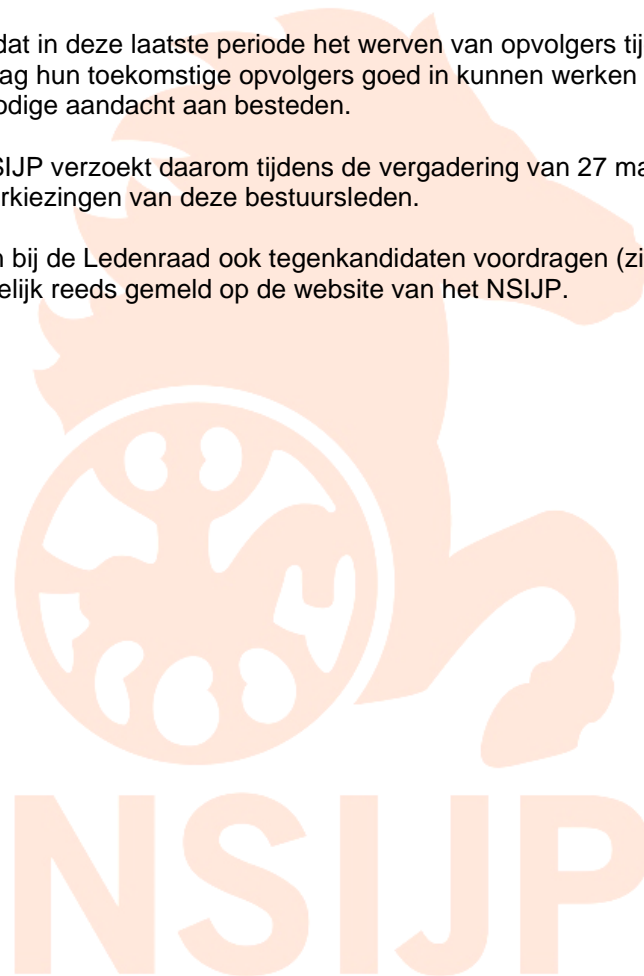 dat in deze laatste periode het werven van opvolgers tij
ag hun toekomstige opvolgers goed in kunnen werken
odige aandacht aan besteden.
SIJP verzoekt daarom tijdens de vergadering van 27 ma
rkiezingen van deze bestuursleden.
n bij de Ledenraad ook tegenkandidaten voordragen (zi
elijk reeds gemeld op de website van het NSIJP.
NSIJP